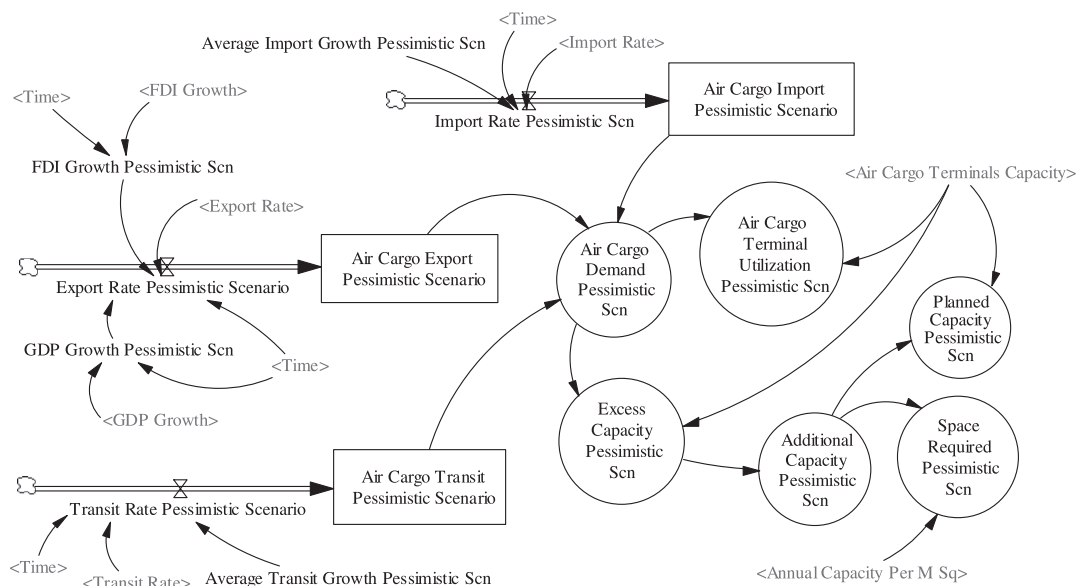 <Time>
Average Import Growth Pessimistic Scn
<Import Rate>
Air Cargo Import
Pessimistic Scenario
Import Rate Pessimistic Scn
<FDI Growth>
<Time>
FDI Growth Pessimistic Scn
<Air Cargo Terminals Capacity>
<Export Rate>
Air Cargo Export
Pessimistic Scenario
Export Rate Pessimistic Scenario
Air Cargo
Demand
Pessimistic
Scn
Air Cargo
Terminal
Utilization
Pessimistic Scn
Planned
Capacity
Pessimistic
Scn
GDP Growth Pessimistic Scn
<Time>
<GDP Growth>
Excess
Capacity
Pessimistic
Scn
Additional
Capacity
Pessimistic
Scn
Space
Required
Pessimistic
Scn
Air Cargo Transit
Pessimistic Scenario
Transit Rate Pessimistic Scenario
<Time>
<Transit Rate>
Average Transit Growth Pessimistic Scn
<Annual Capacity Per M Sq>